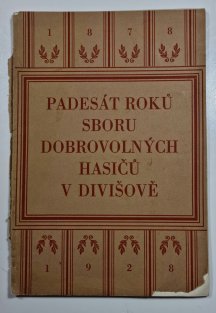 1 8 7 8
PADESÁT ROKŮ
SBORU
DOBROVOLNÝCH
HASIČŮ
V DIVIŠOVĚ
1 9 2 8